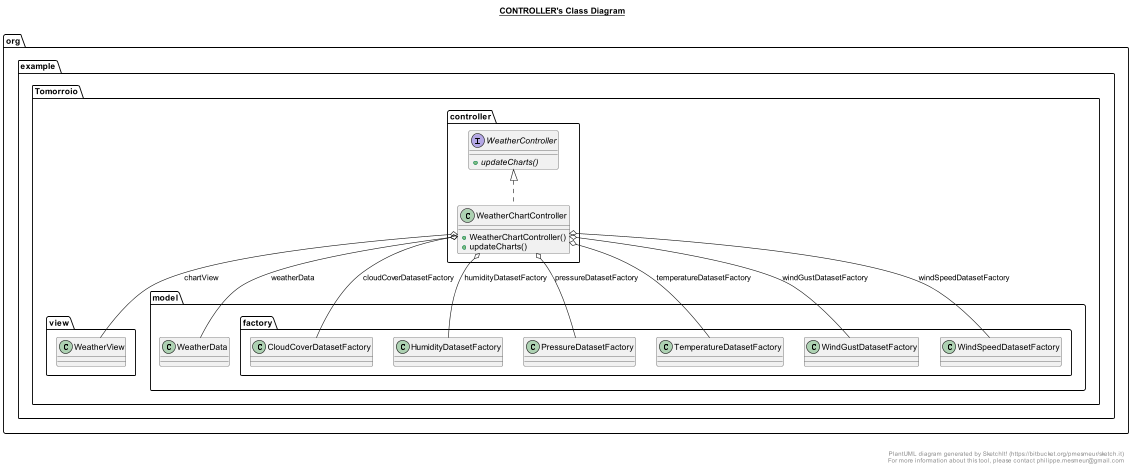 CONTROLLER's Class Diagram
org
example
Tomorroio
controller
I WeatherController
updateCharts()
C WeatherChartController
WeatherChartController()
updateCharts()
chartView
weatherData
cloudCoverDatasetFactory
humidityDatasetFactory
pressureDatasetFactory
temperatureDatasetFactory
windGustDatasetFactory
windSpeedDatasetFactory
model
view
factory
C WeatherView
C WeatherData
C CloudCoverDatasetFactory
C HumidityDatasetFactory
C PressureDatasetFactory
C TemperatureDatasetFactory
C WindGustDatasetFactory
C WindSpeedDatasetFactory
PlantUML diagram generated by SketchIt! (https://bitbucket.org/pmesmeur/sketch.it)
For more information about this tool, please contact philippe.mesmeur@gmail.com